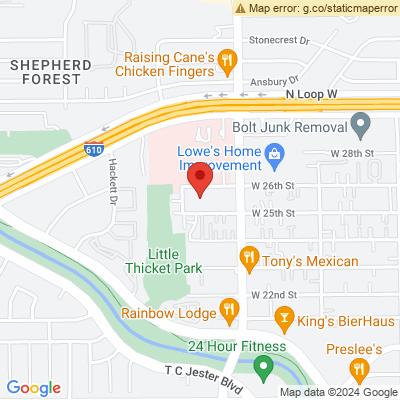 Map error: g.co/staticmaperror
Stonecrest Dr
SHEPHERD
FOREST
Raising Cane's
Chicken Fingers
Ansbury Dr
N Loop W
Bolt Junk Removal
610
Hackett Dr
Lowe's Home
Improvement
W 28th St
W 26th St
W 25th St
Little
Thicket Park
Tony's Mexican
W 22nd St
Rainbow Lodge
King's BierHaus
24 Hour Fitness
Preslee's
T C Jester Blvd
Google
Map data ©2024 Google